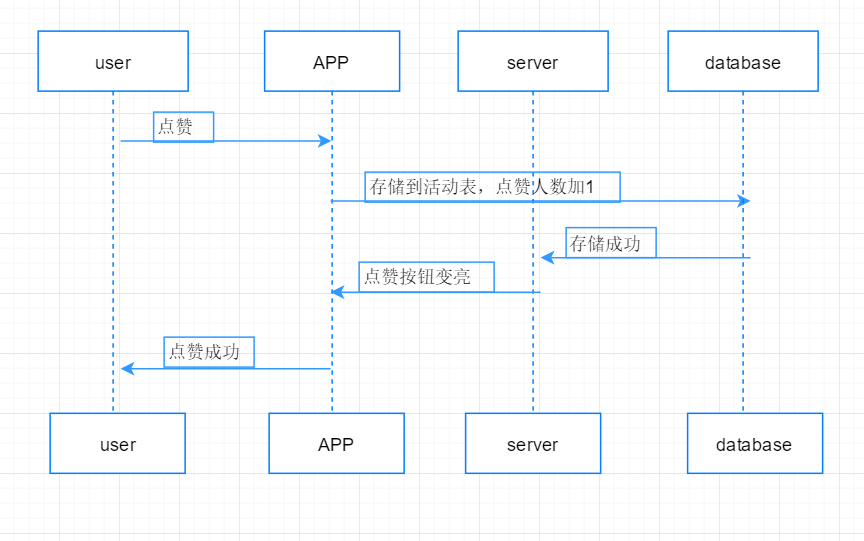 user
APP
server
database
点赞
存储到活动表，点赞人数加1
存储成功
点赞按钮变亮
点赞成功
user
APP
server
database